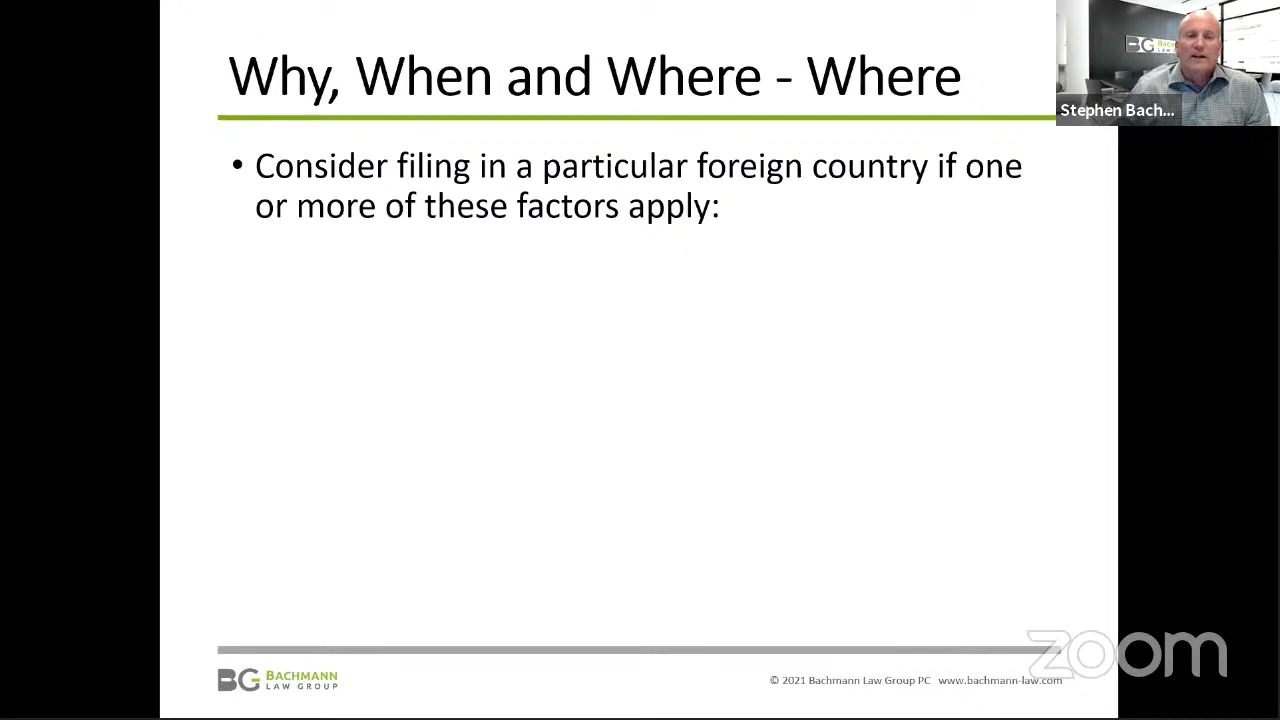 Why, When and Where - Where
• Consider filing in a particular foreign country if one
or more of these factors apply:
Stephen Bach...
BG BACHMANN
LAW GROUP
© 2021 Bachmann Law Group PC www.bachmann-law.com
zoom